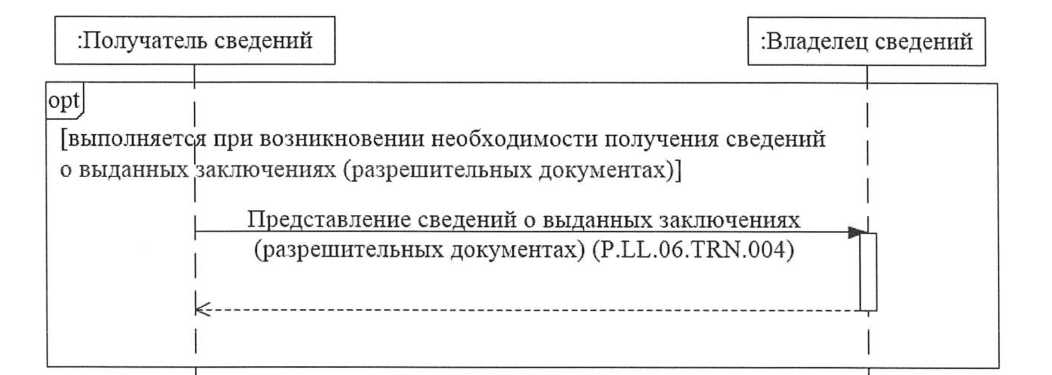 :Получатель сведений
:Владелец сведений
opt
[выполняется при возникновении необходимости получения сведений
о выданных заключениях (разрешительных документах)]
Представление сведений о выданных заключениях
(разрешительных документах) (P.LL.06.TRN.004)